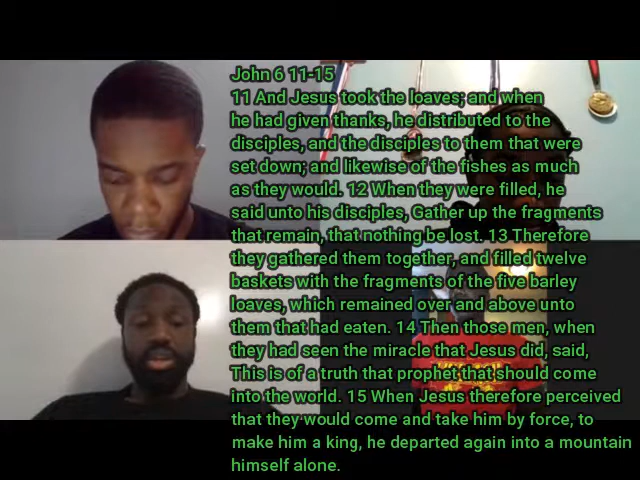 John 6 11-15
11 And Jesus took the loaves; and when
he had given thanks, he distributed to the
disciples, and the disciples to them that were
set down; and likewise of the fishes as much
as they would. 12 When they were filled, he
said unto his disciples, Gather up the fragments
that remain, that nothing be lost. 13 Therefore
they gathered them together, and filled twelve
baskets with the fragments of the five barley
loaves, which remained over and above unto
them that had eaten. 14 Then those men, when
they had seen the miracle that Jesus did, said,
This is of a truth that prophet that should come
into the world. 15 When Jesus therefore perceived
that they would come and take him by force, to
make him a king, he departed again into a mountain
himself alone.